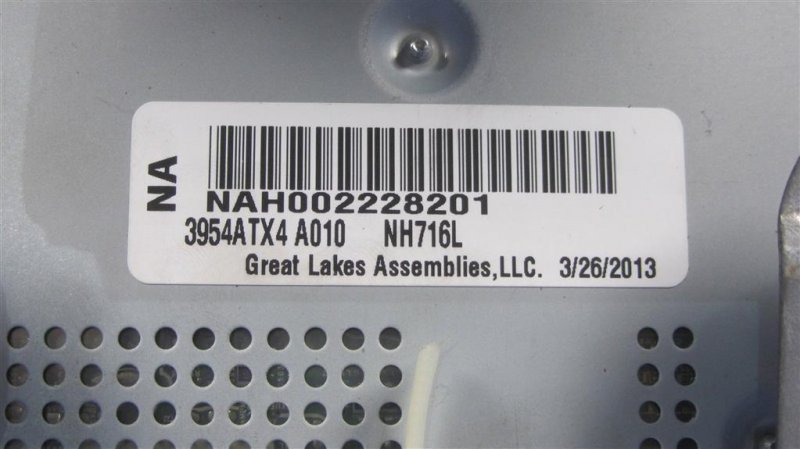 NA
NAH002228201
3954ATX4 A010 NH716L
Great Lakes Assemblies,LLC. 3/26/2013